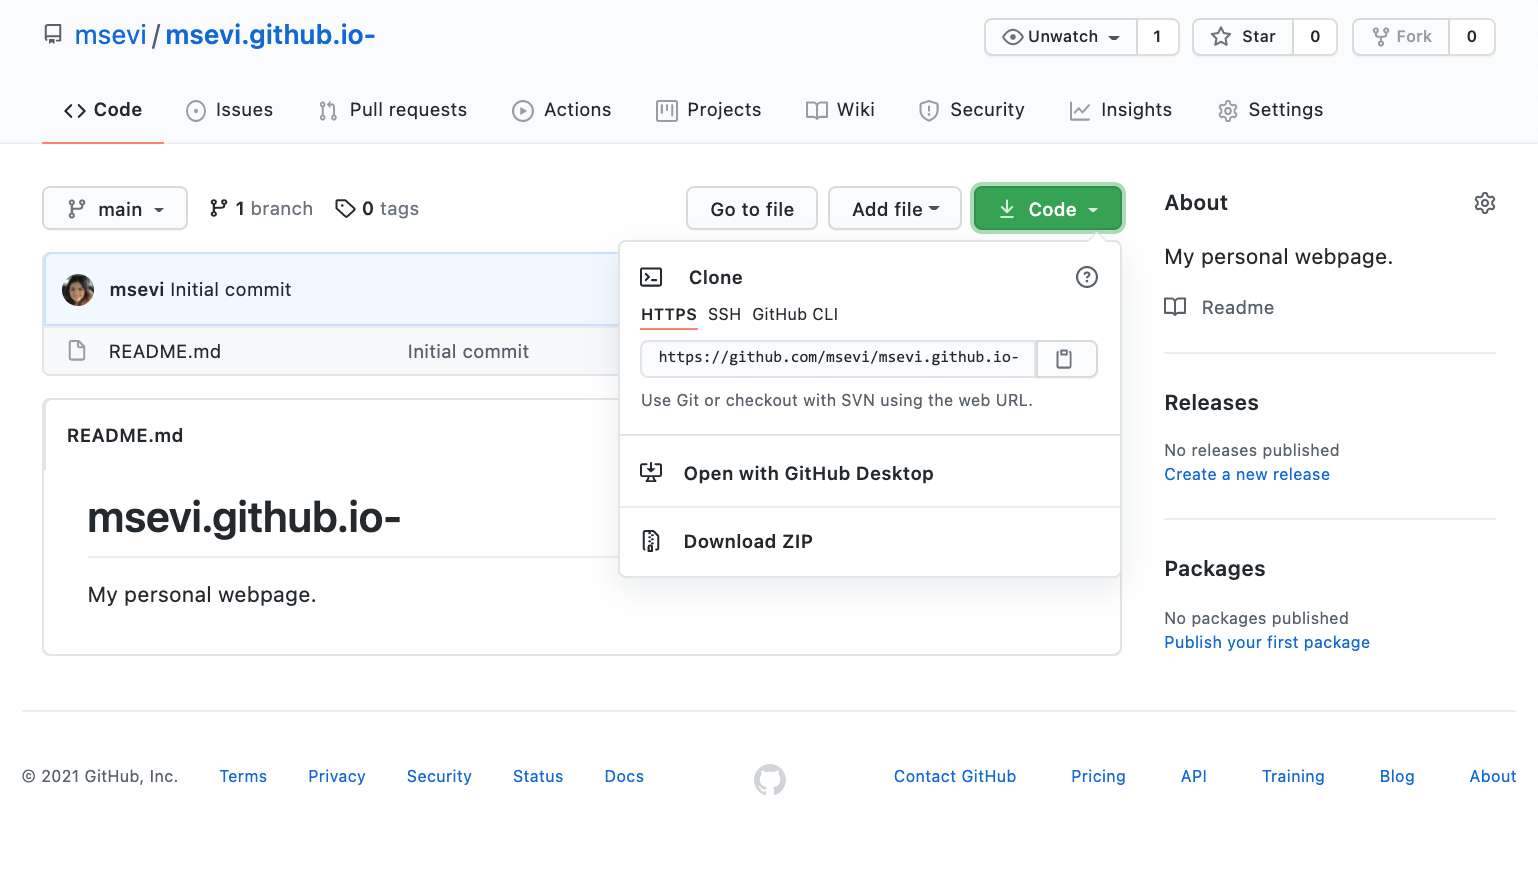 msevi / msevi.github.io-
Unwatch 1 Star 0 Fork 0
Code Issues Pull requests Actions Projects Wiki Security Insights Settings
main 1 branch 0 tags Go to file Add file Code
msevi Initial commit
README.md Initial commit
README.md
msevi.github.io-
My personal webpage.
Clone
HTTPS SSH GitHub CLI
https://github.com/msevi/msevi.github.io-
Use Git or checkout with SVN using the web URL.
Open with GitHub Desktop
Download ZIP
About
My personal webpage.
Readme
Releases
No releases published
Create a new release
Packages
No packages published
Publish your first package
© 2021 GitHub, Inc. Terms Privacy Security Status Docs Contact GitHub Pricing API Training Blog About